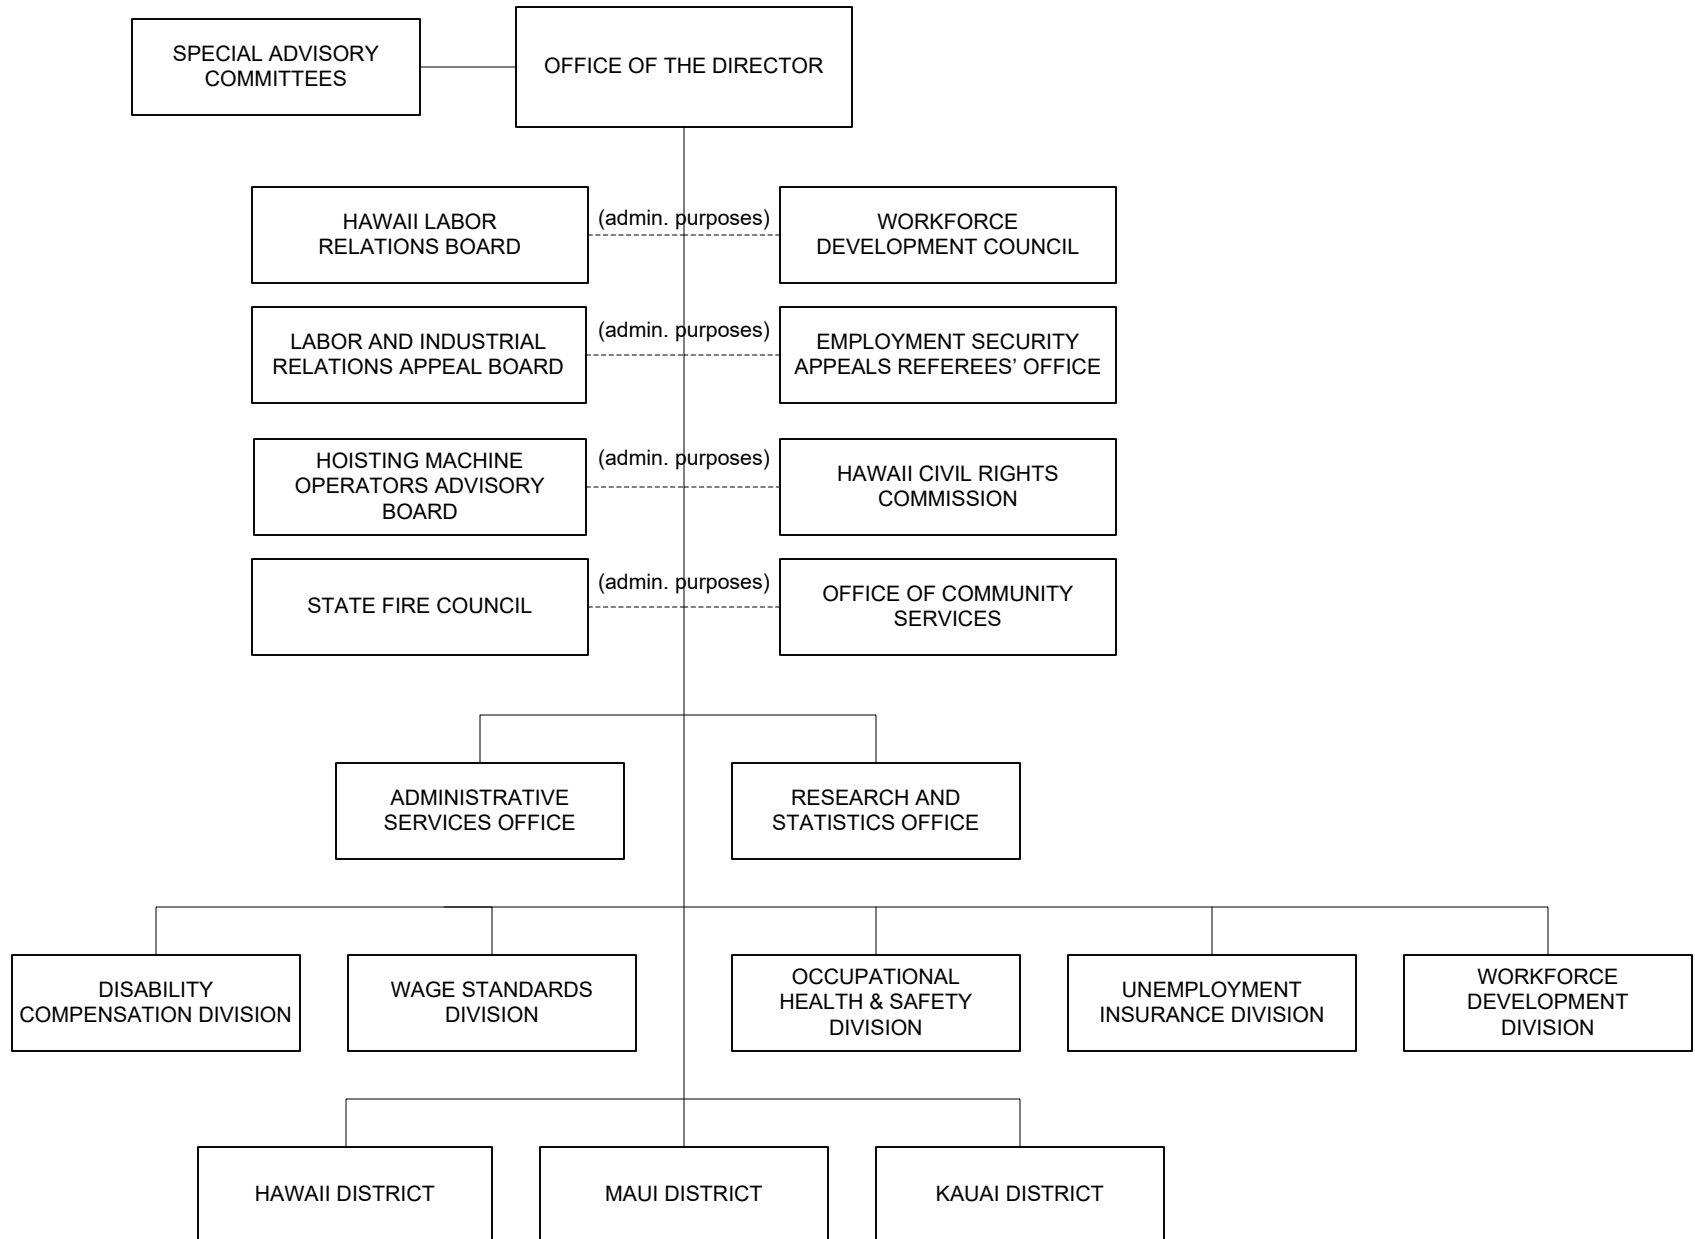 SPECIAL ADVISORY
COMMITTEES
OFFICE OF THE DIRECTOR
HAWAII LABOR
RELATIONS BOARD
(admin. purposes)
WORKFORCE
DEVELOPMENT COUNCIL
LABOR AND INDUSTRIAL
RELATIONS APPEAL BOARD
(admin. purposes)
EMPLOYMENT SECURITY
APPEALS REFEREES’ OFFICE
HOISTING MACHINE
OPERATORS ADVISORY
BOARD
(admin. purposes)
HAWAII CIVIL RIGHTS
COMMISSION
STATE FIRE COUNCIL
(admin. purposes)
OFFICE OF COMMUNITY
SERVICES
ADMINISTRATIVE
SERVICES OFFICE
RESEARCH AND
STATISTICS OFFICE
DISABILITY
COMPENSATION DIVISION
WAGE STANDARDS
DIVISION
OCCUPATIONAL
HEALTH & SAFETY
DIVISION
UNEMPLOYMENT
INSURANCE DIVISION
WORKFORCE
DEVELOPMENT
DIVISION
HAWAII DISTRICT
MAUI DISTRICT
KAUAI DISTRICT